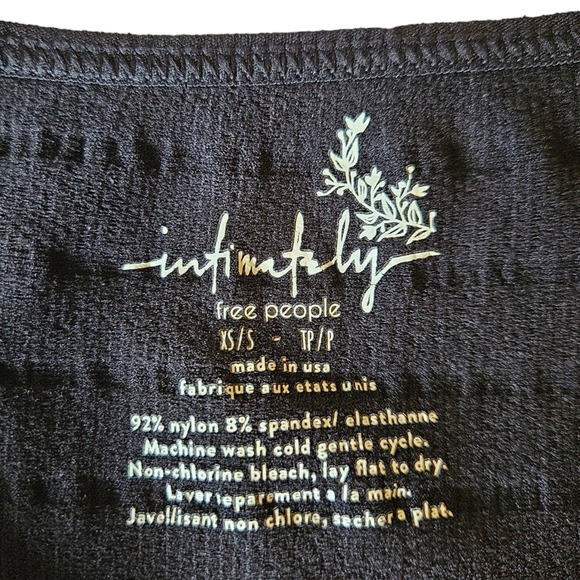 intimately
free people
XS/S - TP/P
made in usa
fabrique aux etats unis
92% nylon 8% spandex/ elasthanne
Machine wash cold gentle cycle.
Non-chlorine bleach, lay flat to dry.
Laver separement a la main.
Javellisant non chlore, secher a plat.